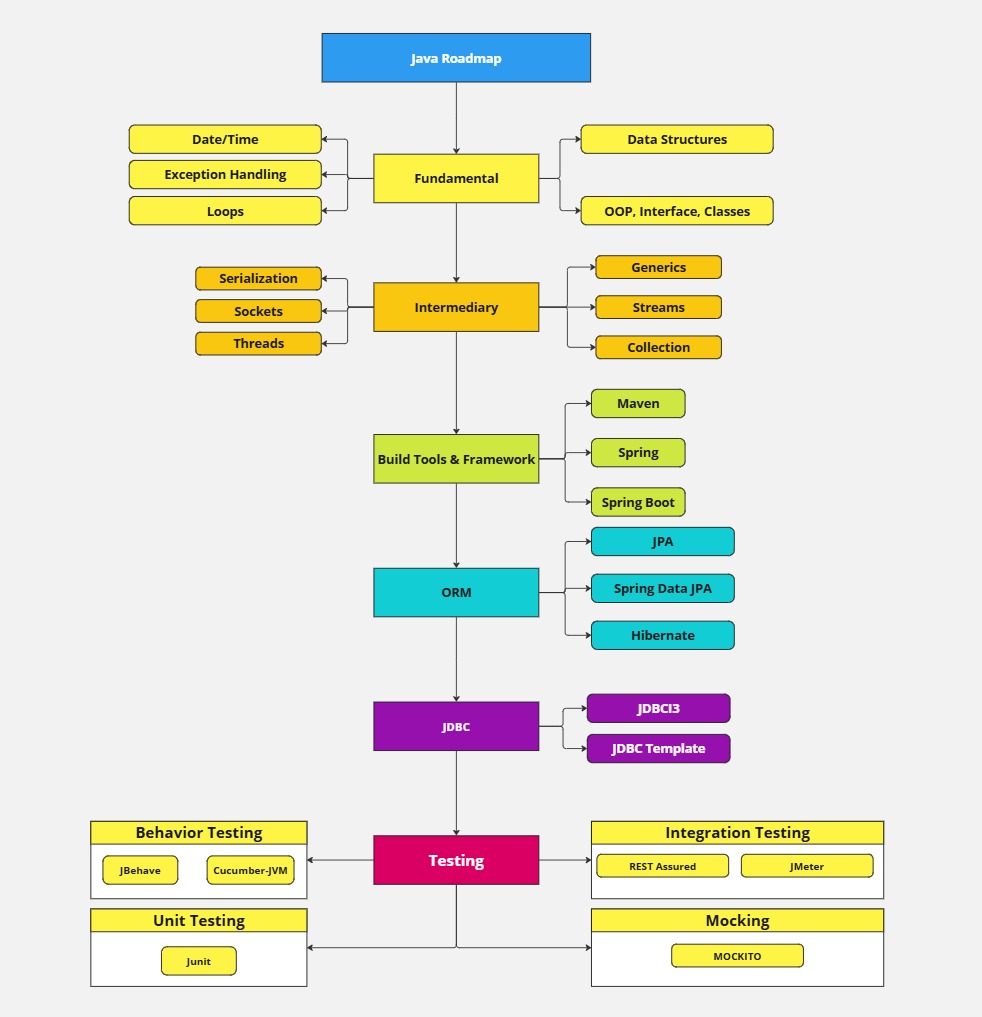 Java Roadmap
Date/Time
Exception Handling
Loops
Fundamental
Data Structures
OOP, Interface, Classes
Serialization
Sockets
Threads
Intermediary
Generics
Streams
Collection
Build Tools & Framework
Maven
Spring
Spring Boot
ORM
JPA
Spring Data JPA
Hibernate
JDBC
JDBCI3
JDBC Template
Testing
Behavior Testing
JBehave
Cucumber-JVM
Integration Testing
REST Assured
JMeter
Unit Testing
Junit
Mocking
MOCKITO